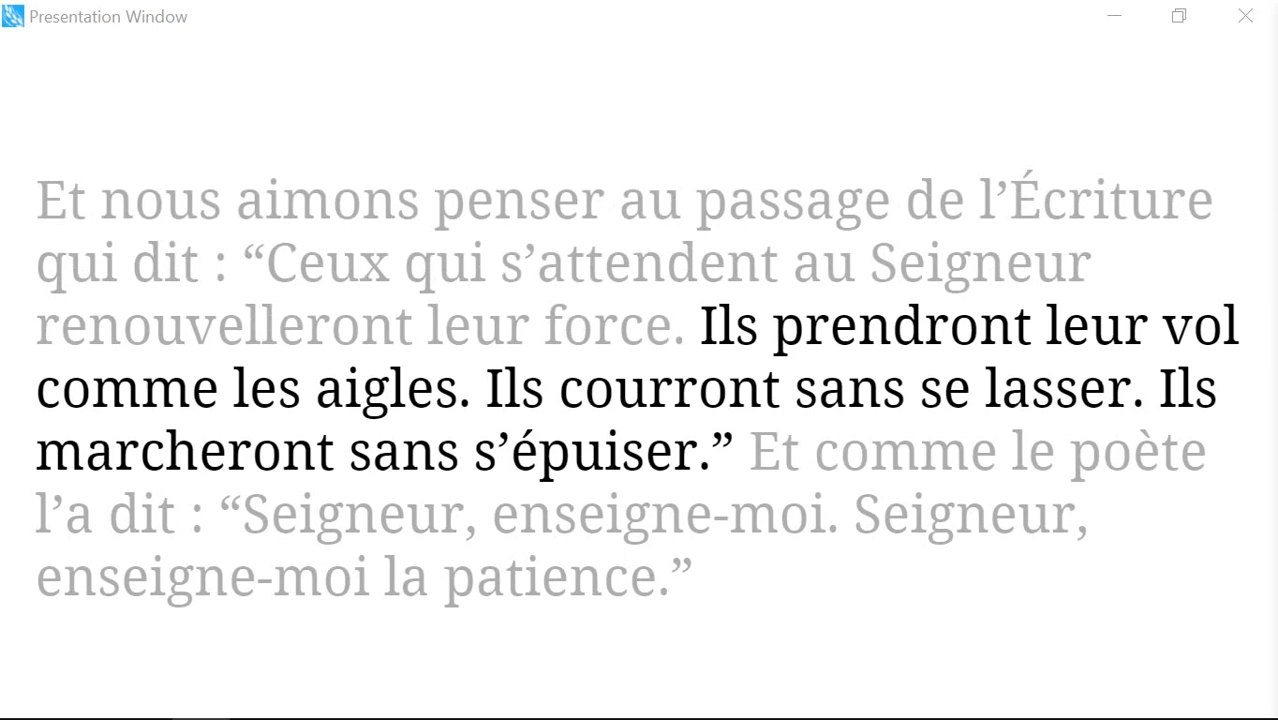 Presentation Window
Et nous aimons penser au passage de l’Écriture
qui dit : “Ceux qui s’attendent au Seigneur
renouvelleront leur force. Ils prendront leur vol
comme les aigles. Ils courront sans se lasser. Ils
marcheront sans s’épuiser.” Et comme le poète
l’a dit : “Seigneur, enseigne-moi. Seigneur,
enseigne-moi la patience.”